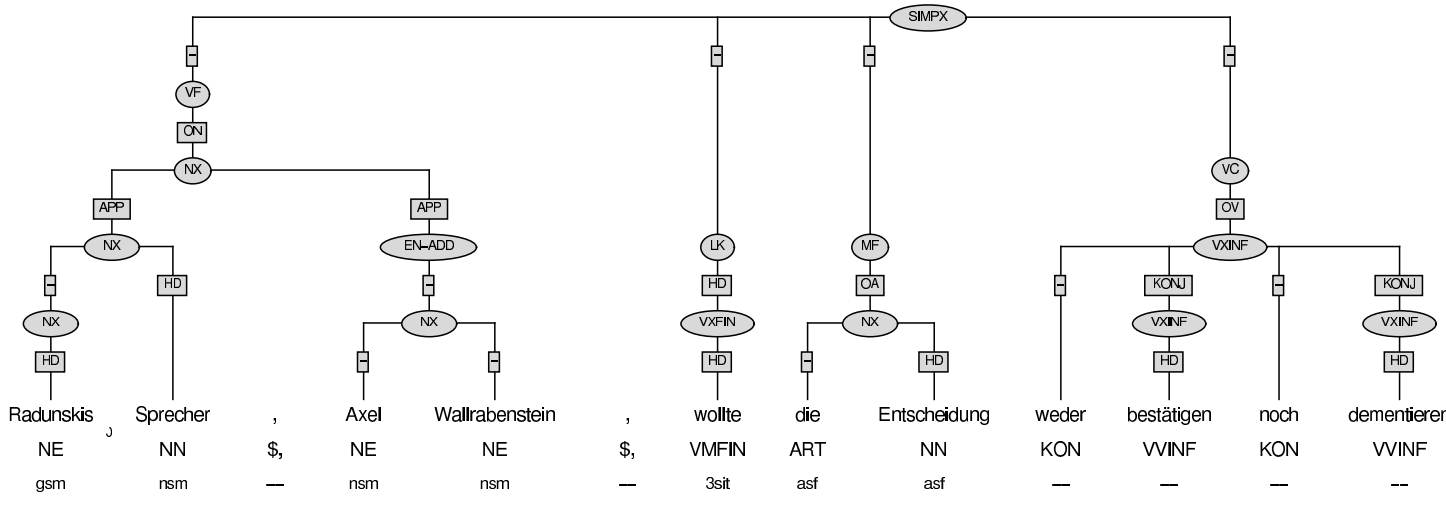 SIMPX
– – – –
VF
ON
NX VC
APP APP OV
NX EN–ADD LK MF VXINF
– HD – HD OA – KONJ – KONJ
NX NX VXFIN NX VXINF VXINF
HD – – HD – HD HD HD
Radunskis Sprecher , Axel Wallrabenstein , wollte die Entscheidung weder bestätigen noch dementieren
NE NN $, NE NE $, VMFIN ART NN KON VVINF KON VVINF
gsm nsm –– nsm nsm –– 3sit asf asf –– –– –– ––